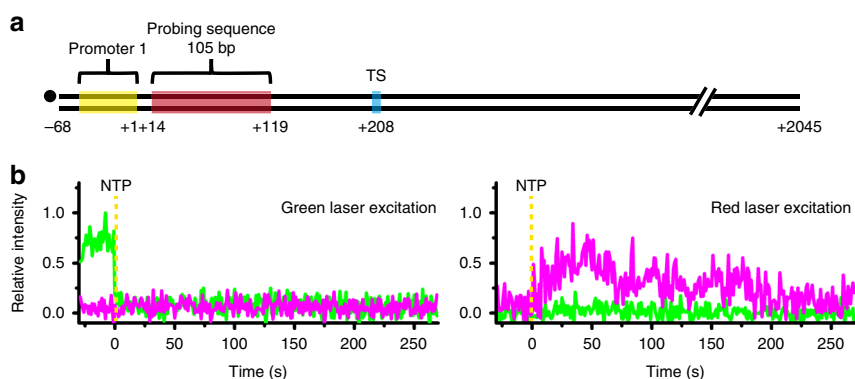 a
Probing sequence
Promoter 1
105 bp
TS
–68
+1+14
+119
+208
+2045
b
NTP
Green laser excitation
Relative intensity
1.0
0.5
0.0
0
50
100
150
200
250
Time (s)
NTP
Red laser excitation
1.0
0.5
0.0
0
50
100
150
200
250
Time (s)